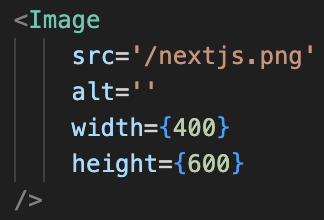 <Image
src='/nextjs.png'
alt=''
width={400}
height={600}
/>